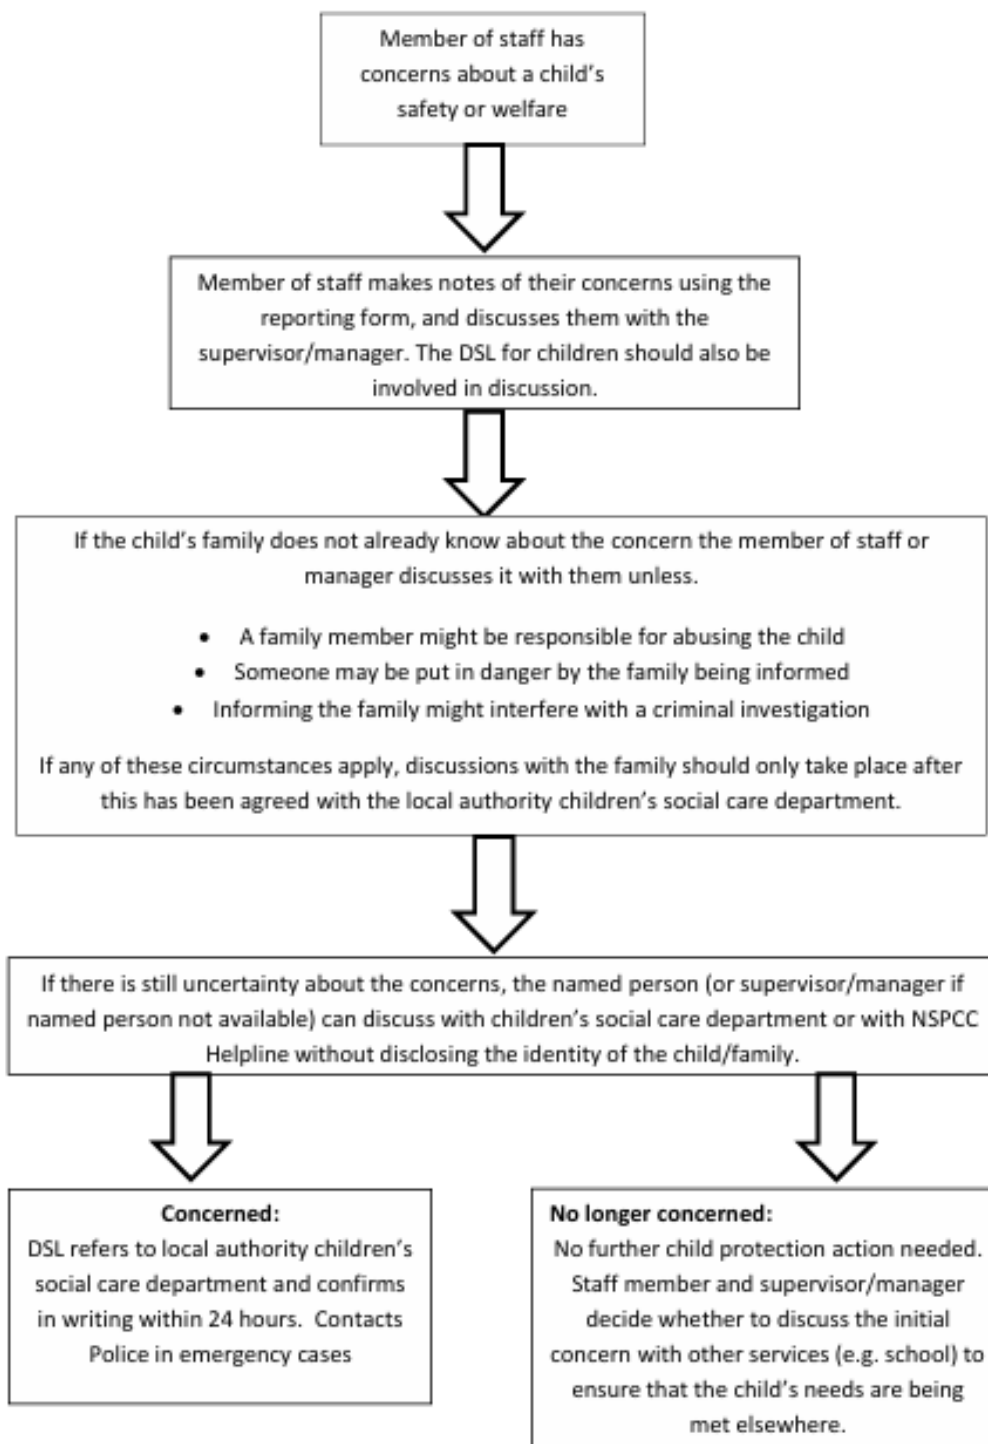 Member of staff has
concerns about a child's
safety or welfare
Member of staff makes notes of their concerns using the
reporting form, and discusses them with the
supervisor/manager. The DSL for children should also be
involved in discussion.
If the child's family does not already know about the concern the member of staff or
manager discusses it with them unless.
• A family member might be responsible for abusing the child
• Someone may be put in danger by the family being informed
• Informing the family might interfere with a criminal investigation
If any of these circumstances apply, discussions with the family should only take place after
this has been agreed with the local authority children's social care department.
If there is still uncertainty about the concerns, the named person (or supervisor/manager if
named person not available) can discuss with children's social care department or with NSPCC
Helpline without disclosing the identity of the child/family.
Concerned:
DSL refers to local authority children's
social care department and confirms
in writing within 24 hours. Contacts
Police in emergency cases
No longer concerned:
No further child protection action needed.
Staff member and supervisor/manager
decide whether to discuss the initial
concern with other services (e.g. school) to
ensure that the child's needs are being
met elsewhere.